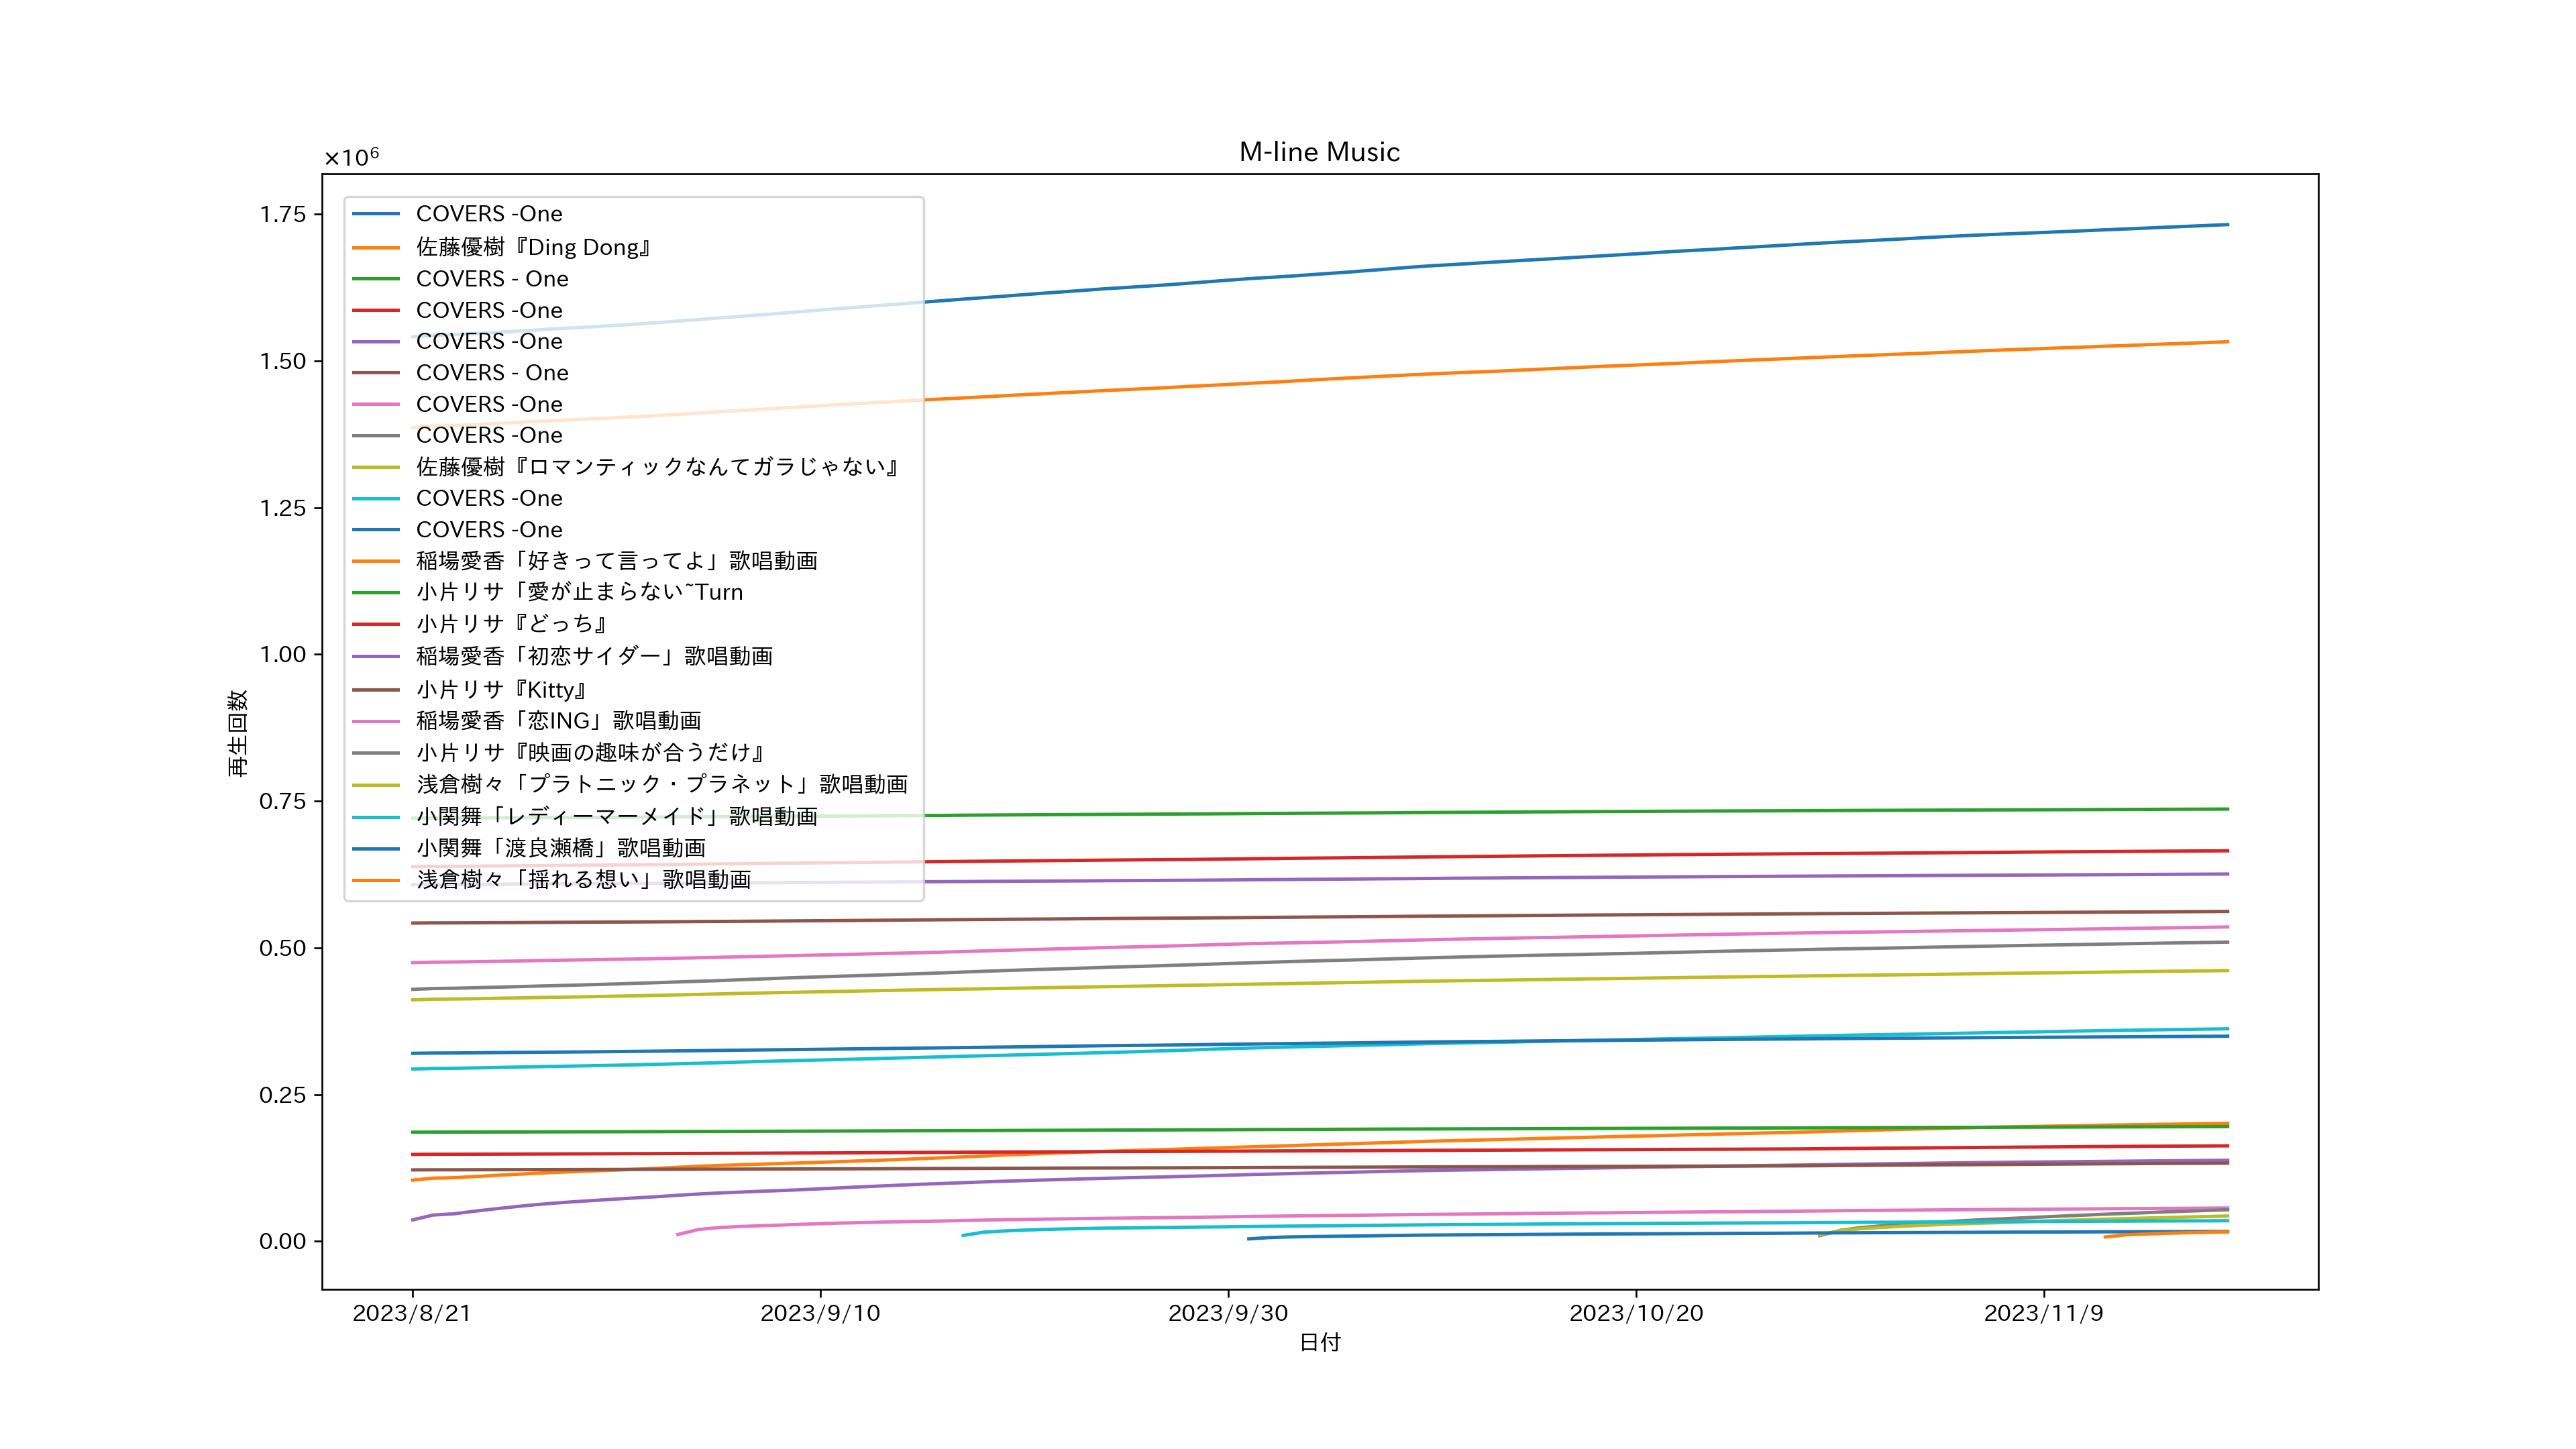 M-line Music
×10⁶
1.75
1.50
1.25
1.00
0.75
0.50
0.25
0.00
再生回数
COVERS -One
佐藤優樹『Ding Dong』
COVERS - One
COVERS -One
COVERS -One
COVERS - One
COVERS -One
COVERS -One
佐藤優樹『ロマンティックなんてガラじゃない』
COVERS -One
COVERS -One
稲場愛香「好きって言ってよ」歌唱動画
小片リサ「愛が止まらない~Turn
小片リサ『どっち』
稲場愛香「初恋サイダー」歌唱動画
小片リサ『Kitty』
稲場愛香「恋ING」歌唱動画
小片リサ『映画の趣味が合うだけ』
浅倉樹々「プラトニック・プラネット」歌唱動画
小関舞「レディーマーメイド」歌唱動画
小関舞「渡良瀬橋」歌唱動画
浅倉樹々「揺れる想い」歌唱動画
2023/8/21 2023/9/10 2023/9/30 2023/10/20 2023/11/9
日付